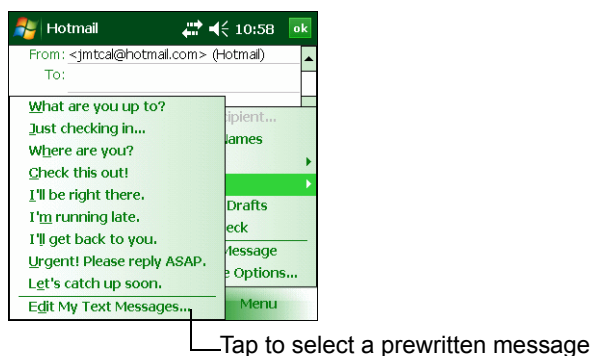 Hotmail 10:58 ok
From: <jmtcal@hotmail.com> (Hotmail)
To:
What are you up to?
Just checking in...
Where are you?
Check this out!
I'll be right there.
I'm running late.
I'll get back to you.
Urgent! Please reply ASAP.
Let's catch up soon.
Edit My Text Messages...
Drafts
Message
Options...
Menu
Tap to select a prewritten message